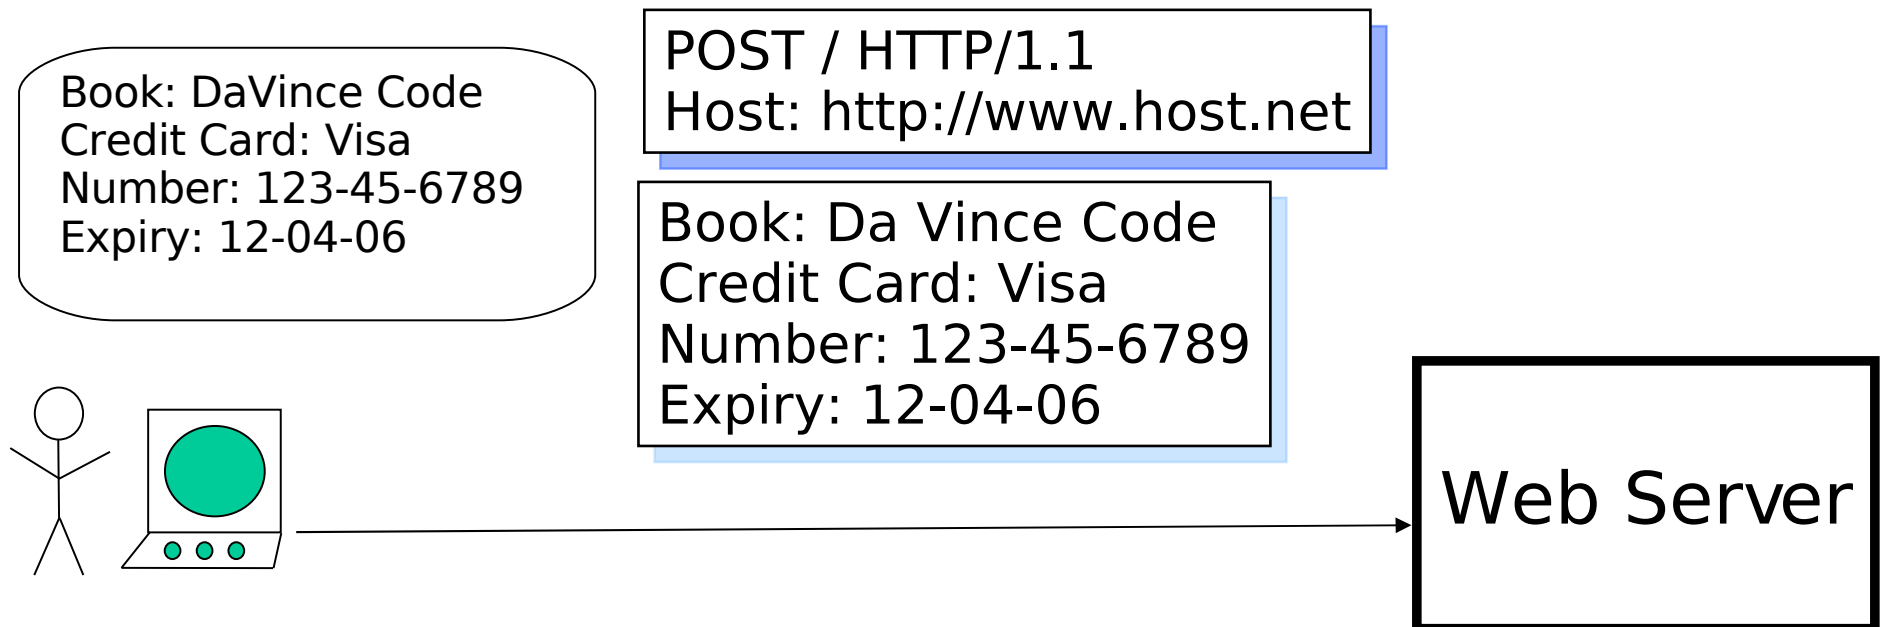 Book: DaVince Code
Credit Card: Visa
Number: 123-45-6789
Expiry: 12-04-06
POST / HTTP/1.1
Host: http://www.host.net
Book: Da Vince Code
Credit Card: Visa
Number: 123-45-6789
Expiry: 12-04-06
Web Server